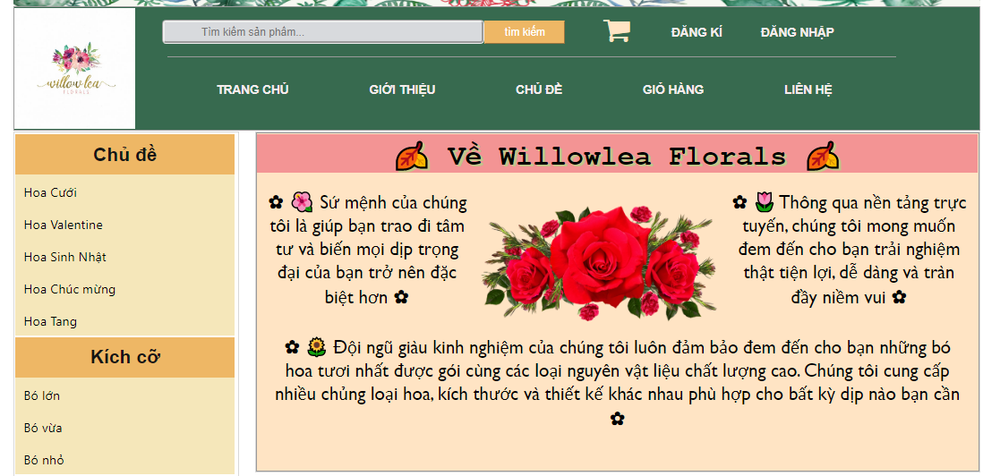 willow lea
FLORALS
Tìm kiếm sản phẩm...
tìm kiếm
ĐĂNG KÍ
ĐĂNG NHẬP
TRANG CHỦ
GIỚI THIỆU
CHỦ ĐỀ
GIỎ HÀNG
LIÊN HỆ
Chủ đề
Hoa Cưới
Hoa Valentine
Hoa Sinh Nhật
Hoa Chúc mừng
Hoa Tang
Kích cỡ
Bó lớn
Bó vừa
Bó nhỏ
🍂 Về Willowlea Florals 🍂
✿ 🌺 Sứ mệnh của chúng
tôi là giúp bạn trao đi tâm
tư và biến mọi dịp trọng
đại của bạn trở nên đặc
biệt hơn ✿
✿ 🌷 Thông qua nền tảng trực
tuyến, chúng tôi mong muốn
đem đến cho bạn trải nghiệm
thật tiện lợi, dễ dàng và tràn
đầy niềm vui ✿
✿ 🌻 Đội ngũ giàu kinh nghiệm của chúng tôi luôn đảm bảo đem đến cho bạn những bó
hoa tươi nhất được gói cùng các loại nguyên vật liệu chất lượng cao. Chúng tôi cung cấp
nhiều chủng loại hoa, kích thước và thiết kế khác nhau phù hợp cho bất kỳ dịp nào bạn cần
✿